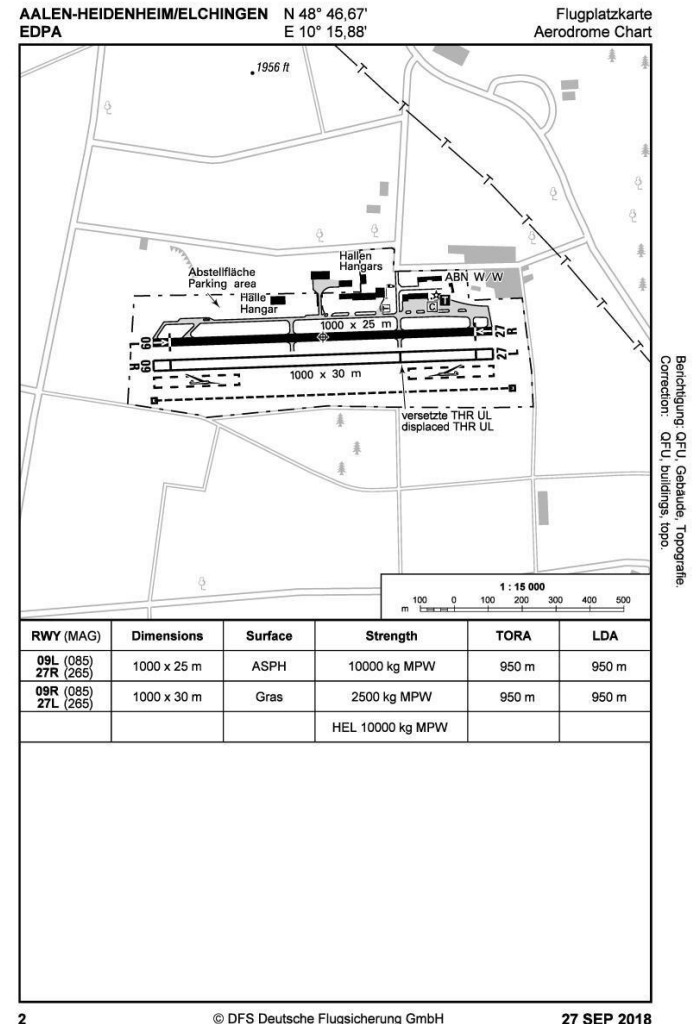 AALEN-HEIDENHEIM/ELCHINGEN N 48° 46,67' Flugplatzkarte
EDPA E 10° 15,88' Aerodrome Chart
1956 ft
Hallen
Hangars
ABN W/W
Abstellfläche
Parking area
Halle
Hangar
C
T
1000 x 25 m
09
L
27
R
09
R
27
L
1000 x 30 m
versetzte THR UL
displaced THR UL
Berichtigung: QFU, Gebäude, Topografie.
Correction: QFU, buildings, topo.
1 : 15 000
m 100 0 100 200 300 400 500
RWY (MAG) Dimensions Surface Strength TORA LDA
09L (085)
27R (265) 1000 x 25 m ASPH 10000 kg MPW 950 m 950 m
09R (085)
27L (265) 1000 x 30 m Gras 2500 kg MPW 950 m 950 m
HEL 10000 kg MPW
2 © DFS Deutsche Flugsicherung GmbH 27 SEP 2018